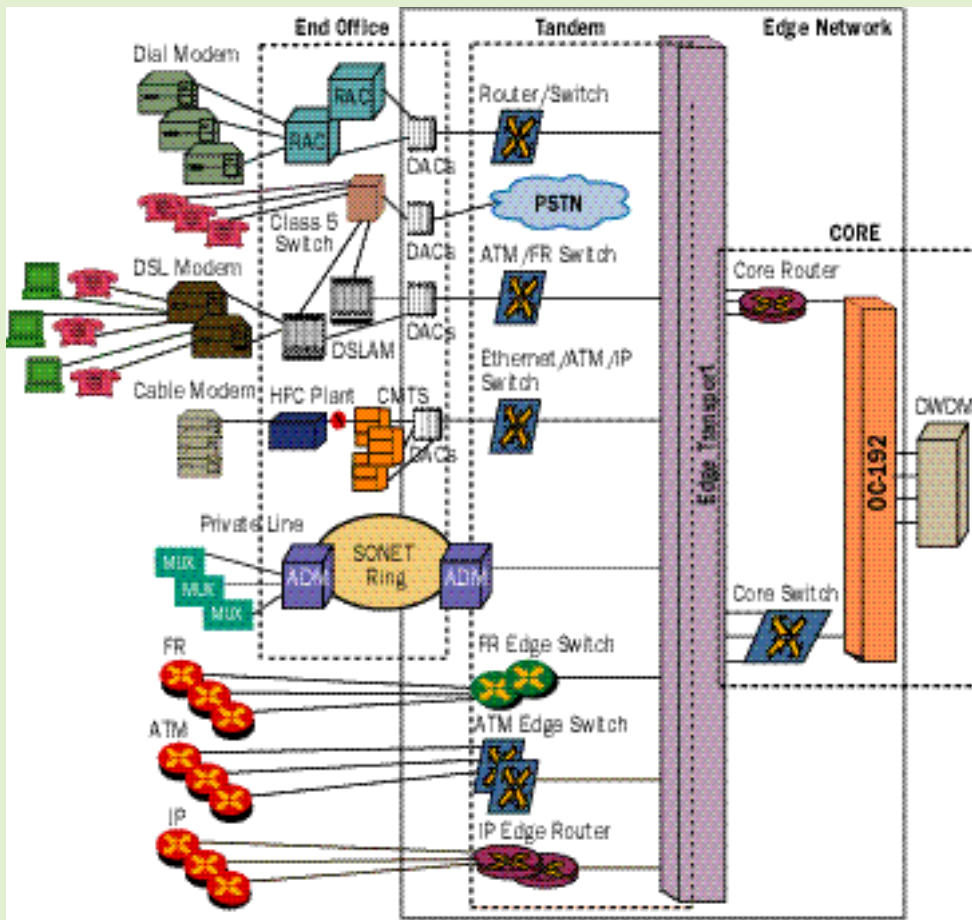 End Office
Tandem
Edge Network
Dial Modem
RAC
RAC
DACs
Router/Switch
Class 5
Switch
DACs
PSTN
DSL Modem
DSLAM
DACs
ATM/FR Switch
CORE
Core Router
Cable Modem
HFC Plant
CMTS
DACs
Ethernet/ATM/IP
Switch
Edge Transport
OC-192
DWDM
Private Line
MUX
MUX
MUX
ADM
SONET
Ring
ADM
Core Switch
FR
FR Edge Switch
ATM
ATM Edge Switch
IP
IP Edge Router